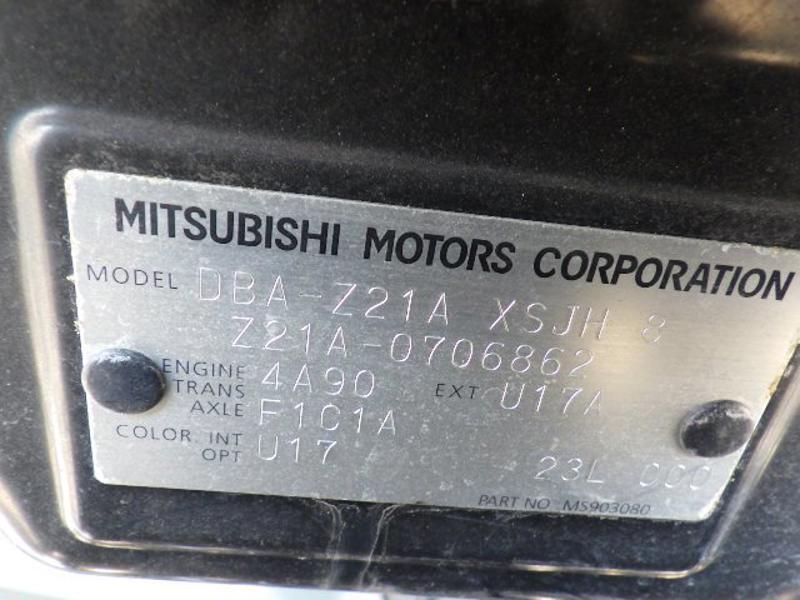 MITSUBISHI MOTORS CORPORATION
MODEL DBA-Z21A XSJH 8
Z21A-0706862
ENGINE 4A90 EXT U17A
TRANS
AXLE F1C1A
COLOR. INT U17
OPT 23L 000
PART NO MS903080